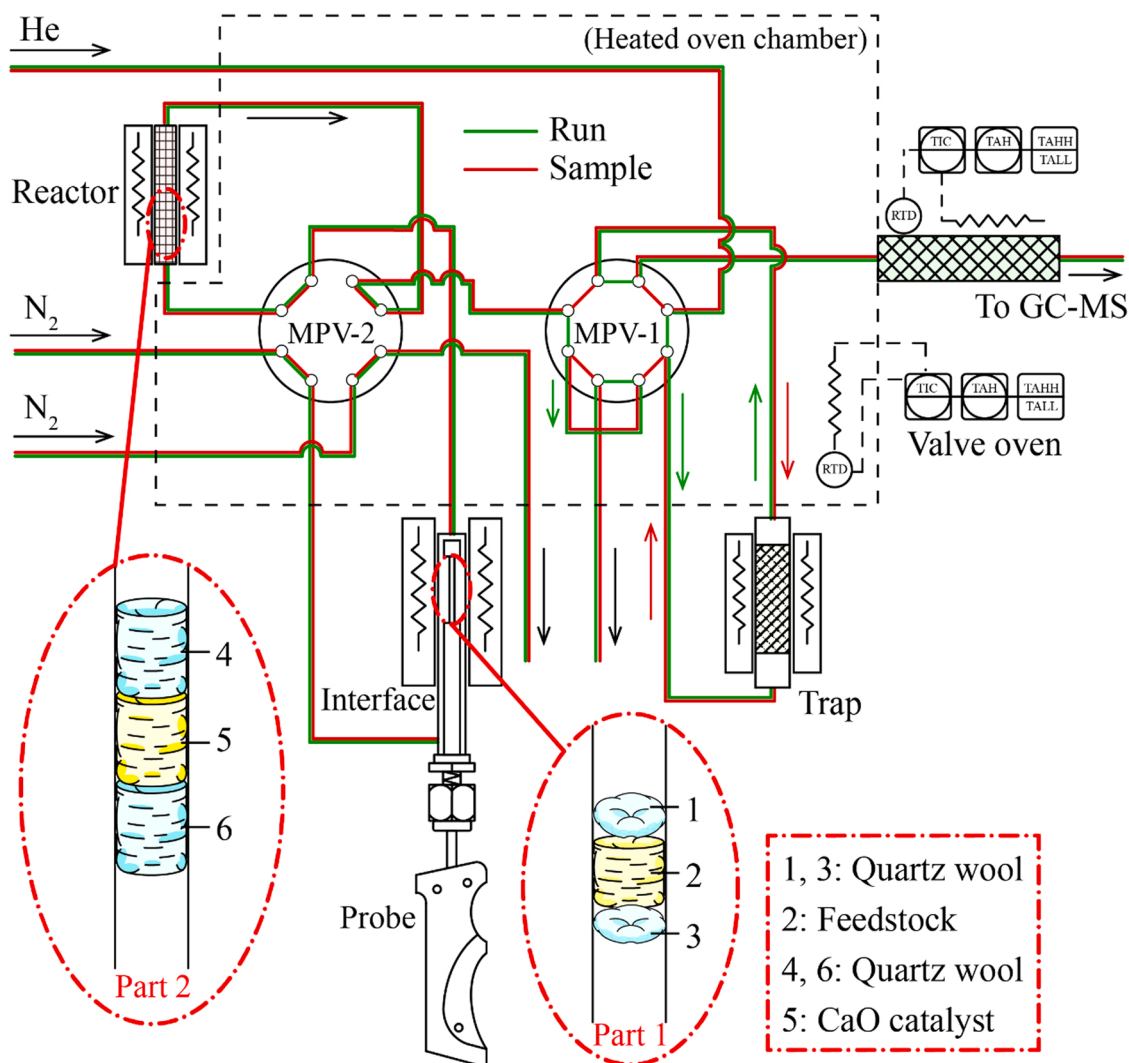 He
(Heated oven chamber)
Run
Sample
TIC
TAH
TAHH
TALL
RTD
Reactor
N2
MPV-2
MPV-1
To GC-MS
N2
TIC
TAH
TAHH
TALL
Valve oven
RTD
4
5
6
Part 2
Interface
Trap
Probe
1
2
3
Part 1
1, 3: Quartz wool
2: Feedstock
4, 6: Quartz wool
5: CaO catalyst